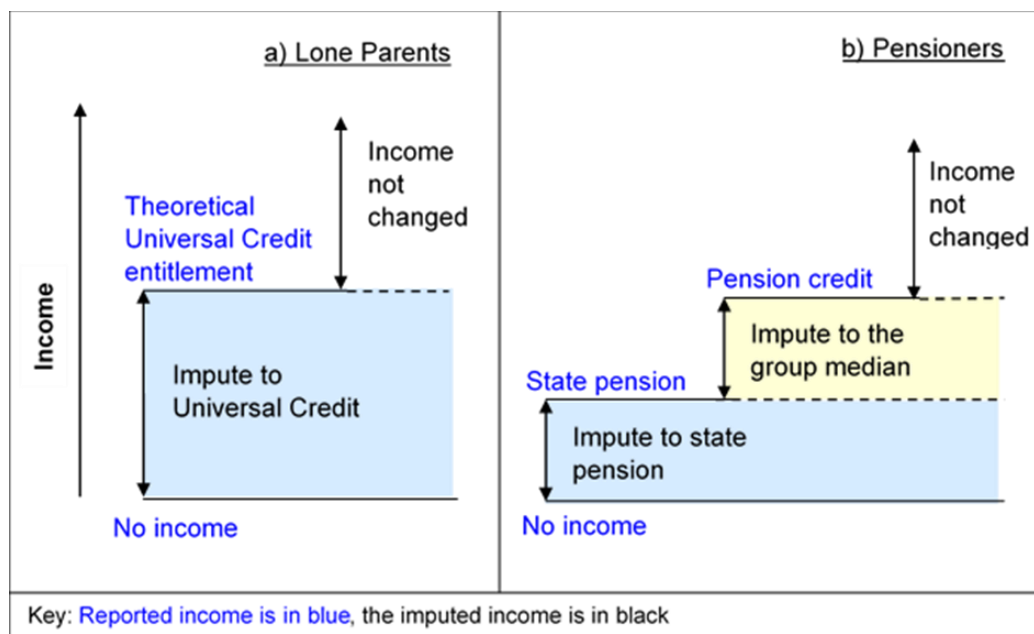 a) Lone Parents
Income
Income
not
changed
Theoretical
Universal Credit
entitlement
Impute to
Universal Credit
No income
b) Pensioners
Income
not
changed
Pension credit
Impute to the
group median
State pension
Impute to state
pension
No income
Key: Reported income is in blue, the imputed income is in black